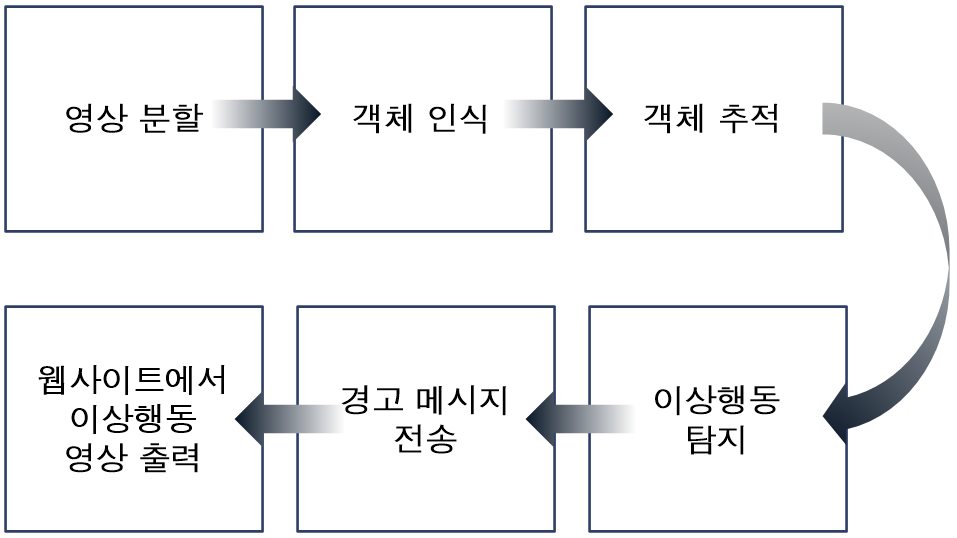 영상 분할
객체 인식
객체 추적
이상행동
탐지
경고 메시지
전송
웹사이트에서
이상행동
영상 출력